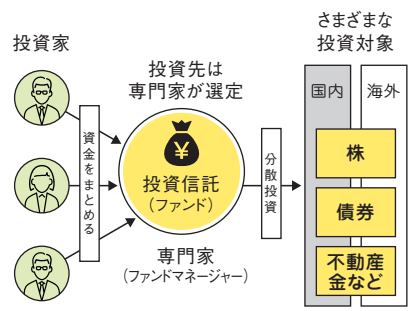 投資家
資金をまとめる
投資先は
専門家が選定
¥
投資信託
(ファンド)
専門家
(ファンドマネージャー)
分散投資
さまざまな
投資対象
国内
海外
株
債券
不動産
金など